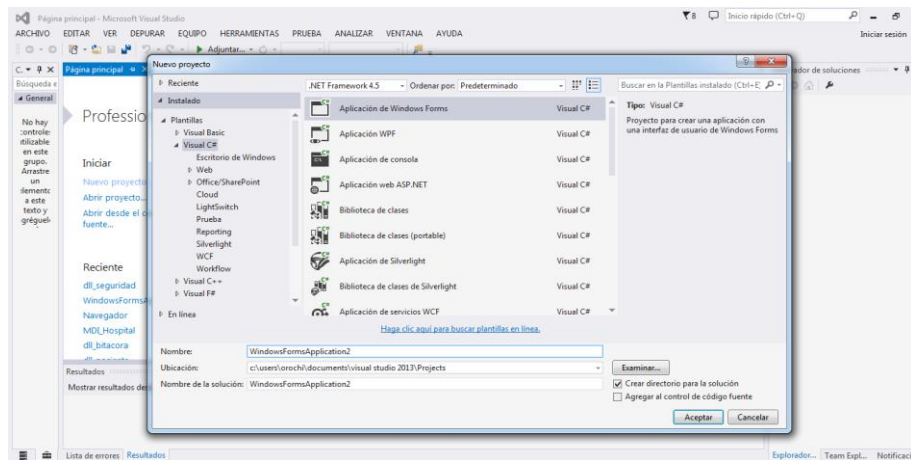 Página principal - Microsoft Visual Studio
8
Inicio rápido (Ctrl+Q)
ARCHIVO EDITAR VER DEPURAR EQUIPO HERRAMIENTAS PRUEBA ANALIZAR VENTANA AYUDA
Iniciar sesión
Adjuntar...
Página principal
Búsqueda e
General
No hay
controle
utilizable
en este
grupo.
Arrastre
un
elemento
a este
texto y
Professio
Iniciar
Nuevo proyecto
Abrir proyecto...
Abrir desde el c
fuente...
Reciente
dll_seguridad
WindowsFormsA
Navegador
MDI_Hospital
dll_bitacora
Nuevo proyecto
Reciente
Instalado
Plantillas
Visual Basic
Visual C#
Escritorio de Windows
Web
Office/SharePoint
Cloud
LightSwitch
Prueba
Reporting
Silverlight
WCF
Workflow
Visual C++
Visual F#
En línea
.NET Framework 4.5
Ordenar por: Predeterminado
Buscar en la Plantillas instalado (Ctrl+E)
Aplicación de Windows Forms Visual C#
Aplicación WPF Visual C#
Aplicación de consola Visual C#
Aplicación web ASP.NET Visual C#
Biblioteca de clases Visual C#
Biblioteca de clases (portable) Visual C#
Aplicación de Silverlight Visual C#
Biblioteca de clases de Silverlight Visual C#
Aplicación de servicios WCF Visual C#
Haga clic aquí para buscar plantillas en línea.
Tipo: Visual C#
Proyecto para crear una aplicación con
una interfaz de usuario de Windows Forms
Nombre: WindowsFormsApplication2
Ubicación: c:\users\orochi\documents\visual studio 2013\Projects
Examinar...
Nombre de la solución: WindowsFormsApplication2
Crear directorio para la solución
Agregar al control de código fuente
Aceptar Cancelar
ador de soluciones
Resultados
Mostrar resultados de
Lista de errores Resultados
Explorador... Team Expl... Notificaci